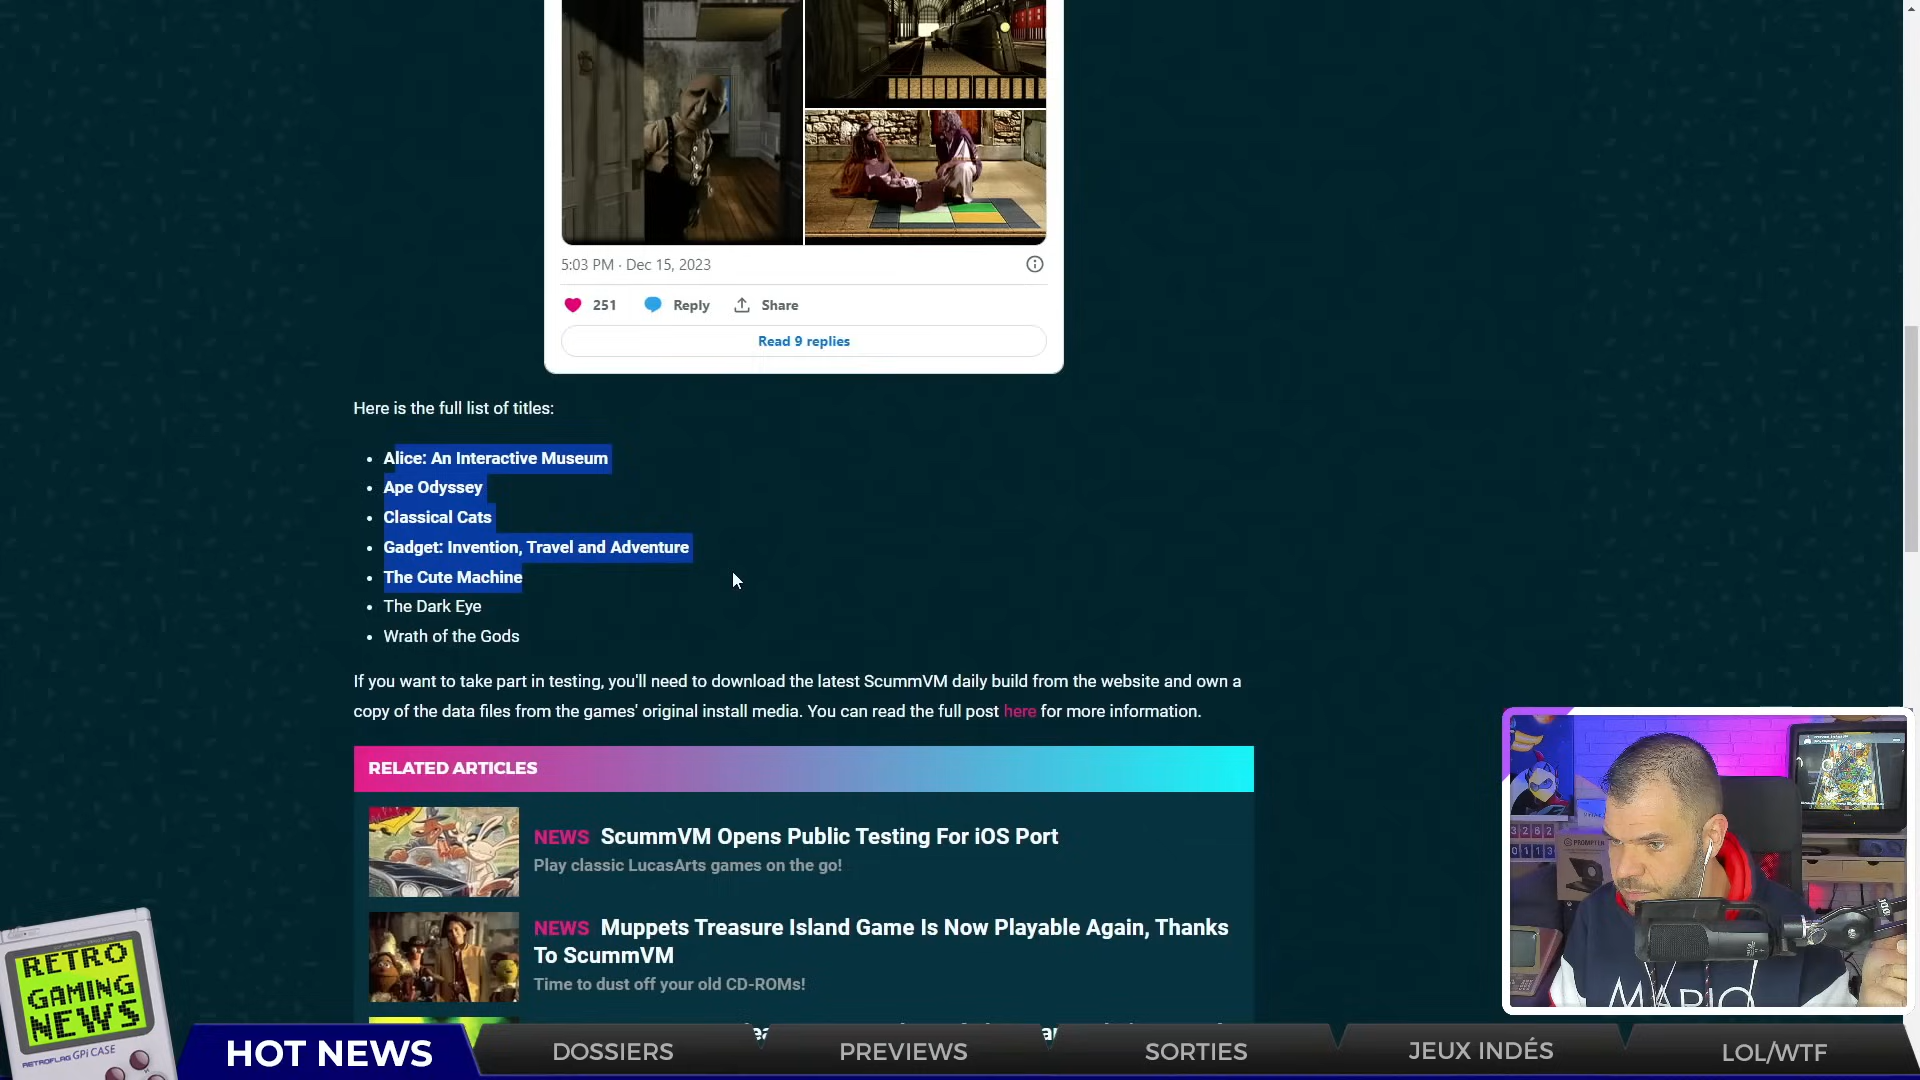 5:03 PM · Dec 15, 2023
251 Reply Share
Read 9 replies
Here is the full list of titles:
• Alice: An Interactive Museum
• Ape Odyssey
• Classical Cats
• Gadget: Invention, Travel and Adventure
• The Cute Machine
• The Dark Eye
• Wrath of the Gods
If you want to take part in testing, you'll need to download the latest ScummVM daily build from the website and own a
copy of the data files from the games' original install media. You can read the full post here for more information.
RELATED ARTICLES
NEWS ScummVM Opens Public Testing For iOS Port
Play classic LucasArts games on the go!
NEWS Muppets Treasure Island Game Is Now Playable Again, Thanks
To ScummVM
Time to dust off your old CD-ROMs!
RETRO
GAMING
NEWS
RETROFLAG GPi CASE
MARIO
HOT NEWS
DOSSIERS
PREVIEWS
SORTIES
JEUX INDÉS
LOL/WTF